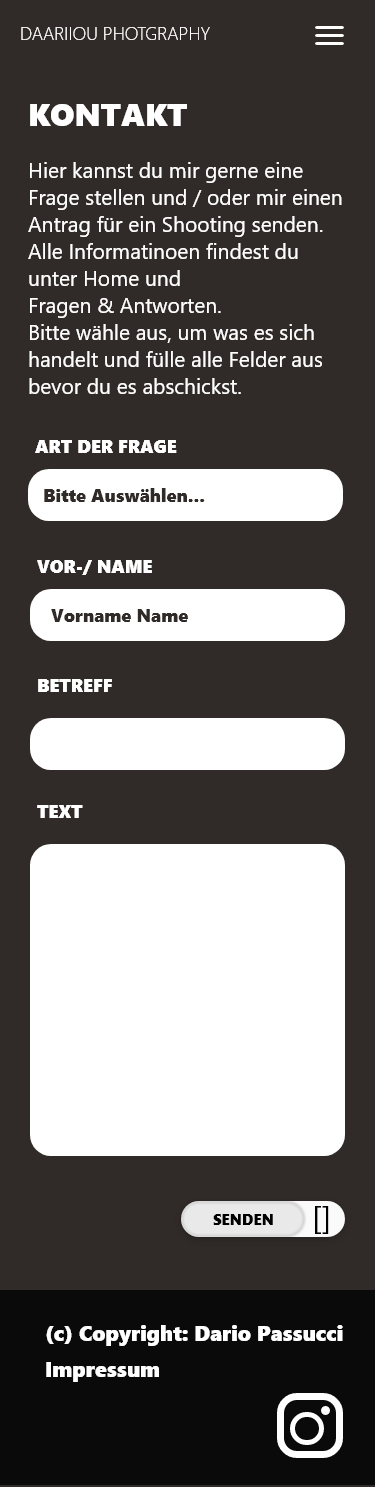 DAARIIOU PHOTGRAPHY
KONTAKT
Hier kannst du mir gerne eine
Frage stellen und / oder mir einen
Antrag für ein Shooting senden.
Alle Informatinoen findest du
unter Home und
Fragen & Antworten.
Bitte wähle aus, um was es sich
handelt und fülle alle Felder aus
bevor du es abschickst.
ART DER FRAGE
Bitte Auswählen...
VOR-/ NAME
Vorname Name
BETREFF
TEXT
SENDEN []
(c) Copyright: Dario Passucci
Impressum